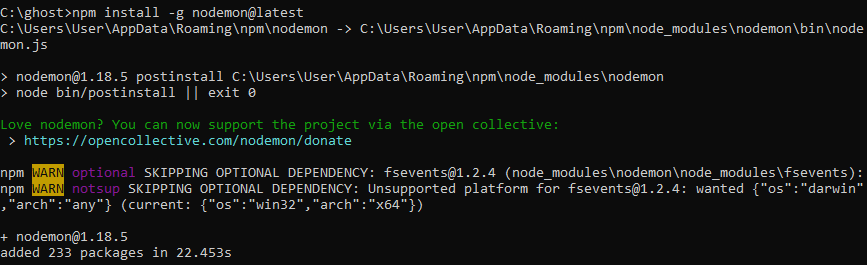 C:\ghost>npm install -g nodemon@latest
C:\Users\User\AppData\Roaming\npm\nodemon -> C:\Users\User\AppData\Roaming\npm\node_modules\nodemon\bin\node
mon.js
> nodemon@1.18.5 postinstall C:\Users\User\AppData\Roaming\npm\node_modules\nodemon
> node bin/postinstall || exit 0
Love nodemon? You can now support the project via the open collective:
 > https://opencollective.com/nodemon/donate
npm WARN optional SKIPPING OPTIONAL DEPENDENCY: fsevents@1.2.4 (node_modules\nodemon\node_modules\fsevents):
npm WARN notsup SKIPPING OPTIONAL DEPENDENCY: Unsupported platform for fsevents@1.2.4: wanted {"os":"darwin"
,"arch":"any"} (current: {"os":"win32","arch":"x64"})
+ nodemon@1.18.5
added 233 packages in 22.453s